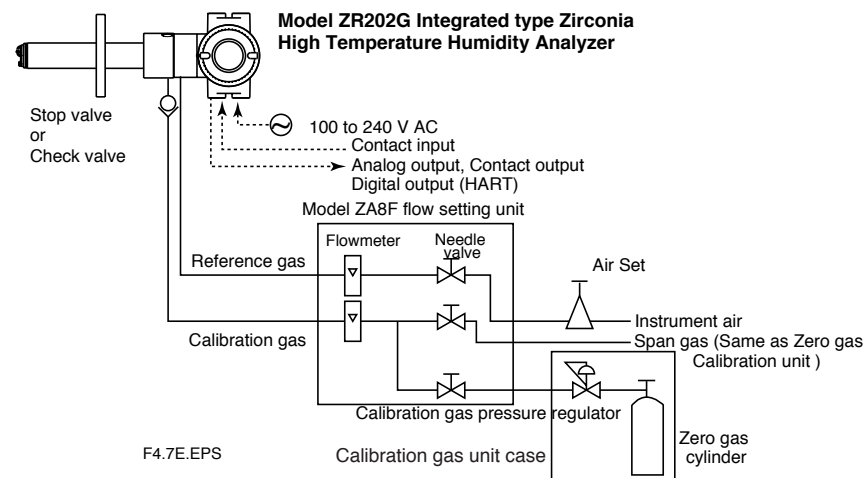 Model ZR202G Integrated type Zirconia
High Temperature Humidity Analyzer
Stop valve
or
Check valve
100 to 240 V AC
Contact input
Analog output, Contact output
Digital output (HART)
Model ZA8F flow setting unit
Flowmeter
Needle
valve
Reference gas
Air Set
Instrument air
Calibration gas
Span gas (Same as Zero gas
Calibration unit )
Calibration gas pressure regulator
F4.7E.EPS
Calibration gas unit case
Zero gas
cylinder